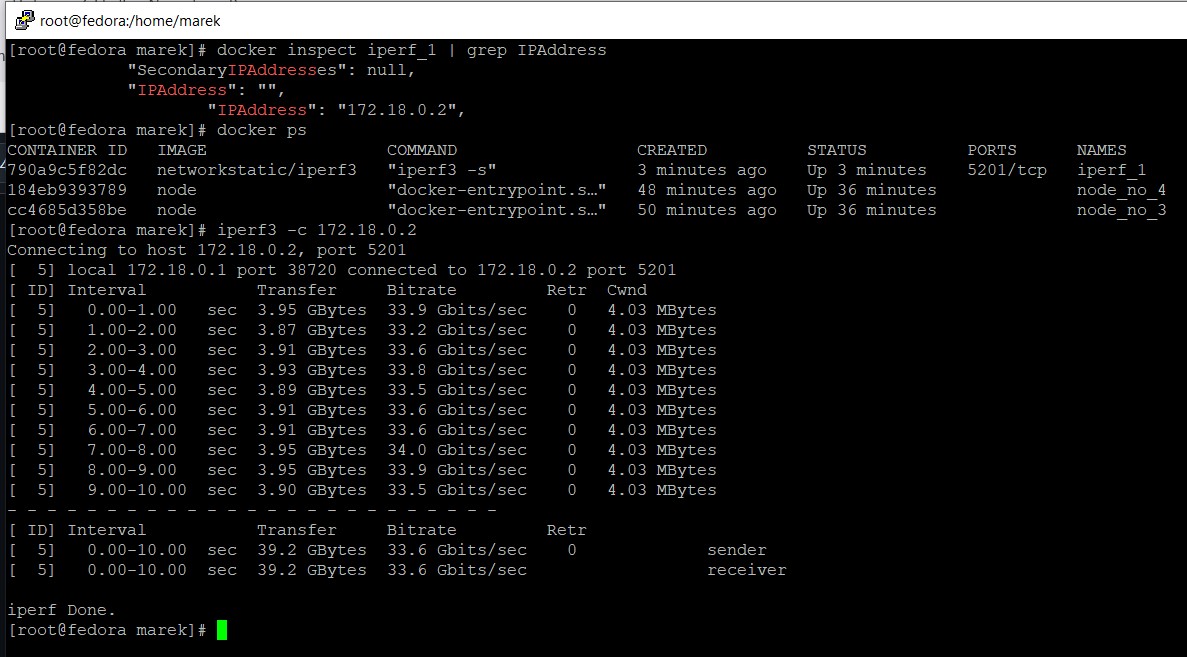 root@fedora:/home/marek
[root@fedora marek]# docker inspect iperf_1 | grep IPAddress
            "SecondaryIPAddresses": null,
            "IPAddress": "",
                    "IPAddress": "172.18.0.2",
[root@fedora marek]# docker ps
CONTAINER ID   IMAGE                  COMMAND                  CREATED          STATUS          PORTS      NAMES
790a9c5f82dc   networkstatic/iperf3   "iperf3 -s"              3 minutes ago    Up 3 minutes    5201/tcp   iperf_1
184eb9393789   node                   "docker-entrypoint.s…"   48 minutes ago   Up 36 minutes              node_no_4
cc4685d358be   node                   "docker-entrypoint.s…"   50 minutes ago   Up 36 minutes              node_no_3
[root@fedora marek]# iperf3 -c 172.18.0.2
Connecting to host 172.18.0.2, port 5201
[  5] local 172.18.0.1 port 38720 connected to 172.18.0.2 port 5201
[ ID] Interval           Transfer     Bitrate         Retr  Cwnd
[  5]   0.00-1.00   sec  3.95 GBytes  33.9 Gbits/sec    0   4.03 MBytes
[  5]   1.00-2.00   sec  3.87 GBytes  33.2 Gbits/sec    0   4.03 MBytes
[  5]   2.00-3.00   sec  3.91 GBytes  33.6 Gbits/sec    0   4.03 MBytes
[  5]   3.00-4.00   sec  3.93 GBytes  33.8 Gbits/sec    0   4.03 MBytes
[  5]   4.00-5.00   sec  3.89 GBytes  33.5 Gbits/sec    0   4.03 MBytes
[  5]   5.00-6.00   sec  3.91 GBytes  33.6 Gbits/sec    0   4.03 MBytes
[  5]   6.00-7.00   sec  3.91 GBytes  33.6 Gbits/sec    0   4.03 MBytes
[  5]   7.00-8.00   sec  3.95 GBytes  34.0 Gbits/sec    0   4.03 MBytes
[  5]   8.00-9.00   sec  3.95 GBytes  33.9 Gbits/sec    0   4.03 MBytes
[  5]   9.00-10.00  sec  3.90 GBytes  33.5 Gbits/sec    0   4.03 MBytes
- - - - - - - - - - - - - - - - - - - - - - - - -
[ ID] Interval           Transfer     Bitrate         Retr
[  5]   0.00-10.00  sec  39.2 GBytes  33.6 Gbits/sec    0             sender
[  5]   0.00-10.00  sec  39.2 GBytes  33.6 Gbits/sec                  receiver

iperf Done.
[root@fedora marek]#